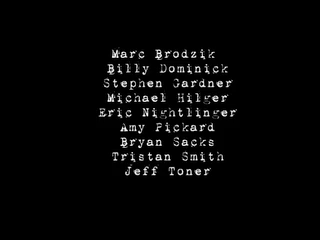 Marc Brodzik
Billy Dominick
Stephen Gardner
Michael Hilger
Eric Nightlinger
Amy Pickard
Bryan Sacks
Tristan Smith
Jeff Toner